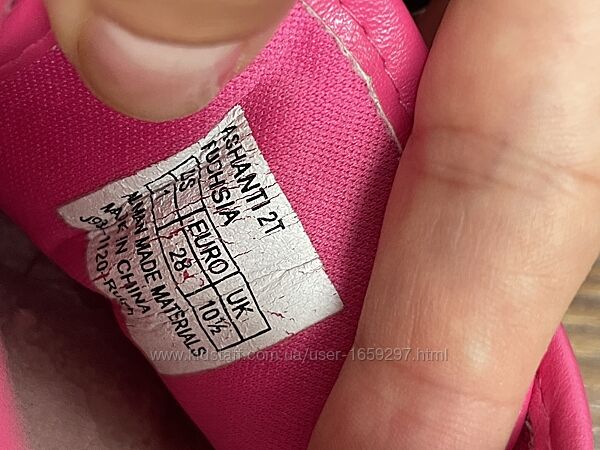 ASHANTI 2T
FUCHSIA
US EURO UK
28 10½
MAN MADE MATERIALS
MADE IN CHINA
www.kidstaff.com.ua/user-1659297.html